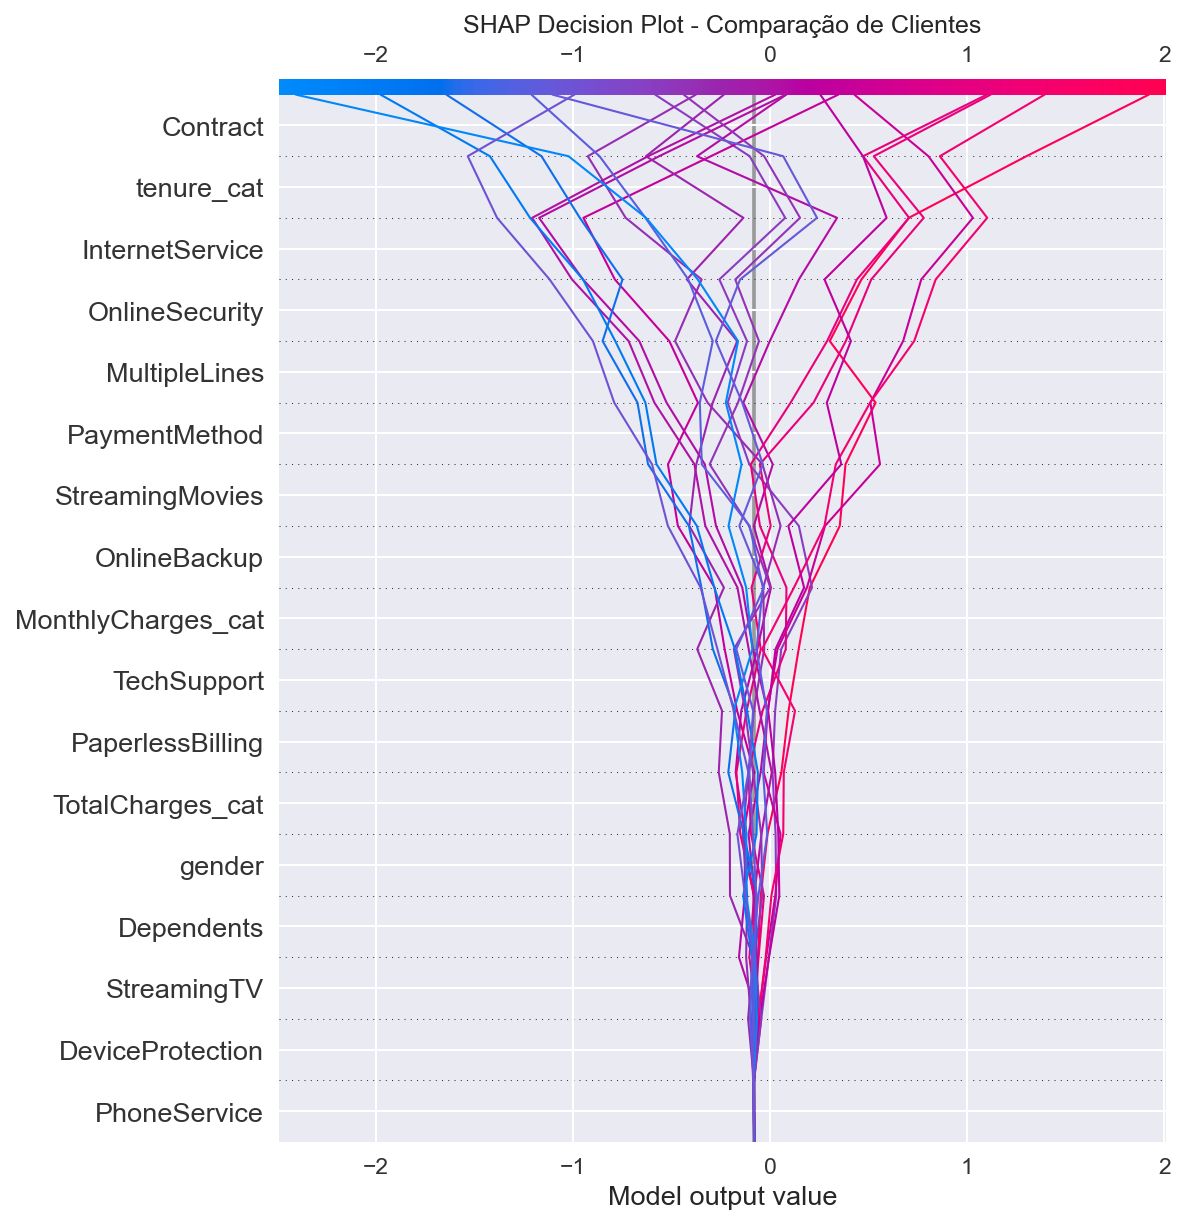 SHAP Decision Plot - Comparação de Clientes
−2 −1 0 1 2
Contract
tenure_cat
InternetService
OnlineSecurity
MultipleLines
PaymentMethod
StreamingMovies
OnlineBackup
MonthlyCharges_cat
TechSupport
PaperlessBilling
TotalCharges_cat
gender
Dependents
StreamingTV
DeviceProtection
PhoneService
−2 −1 0 1 2
Model output value